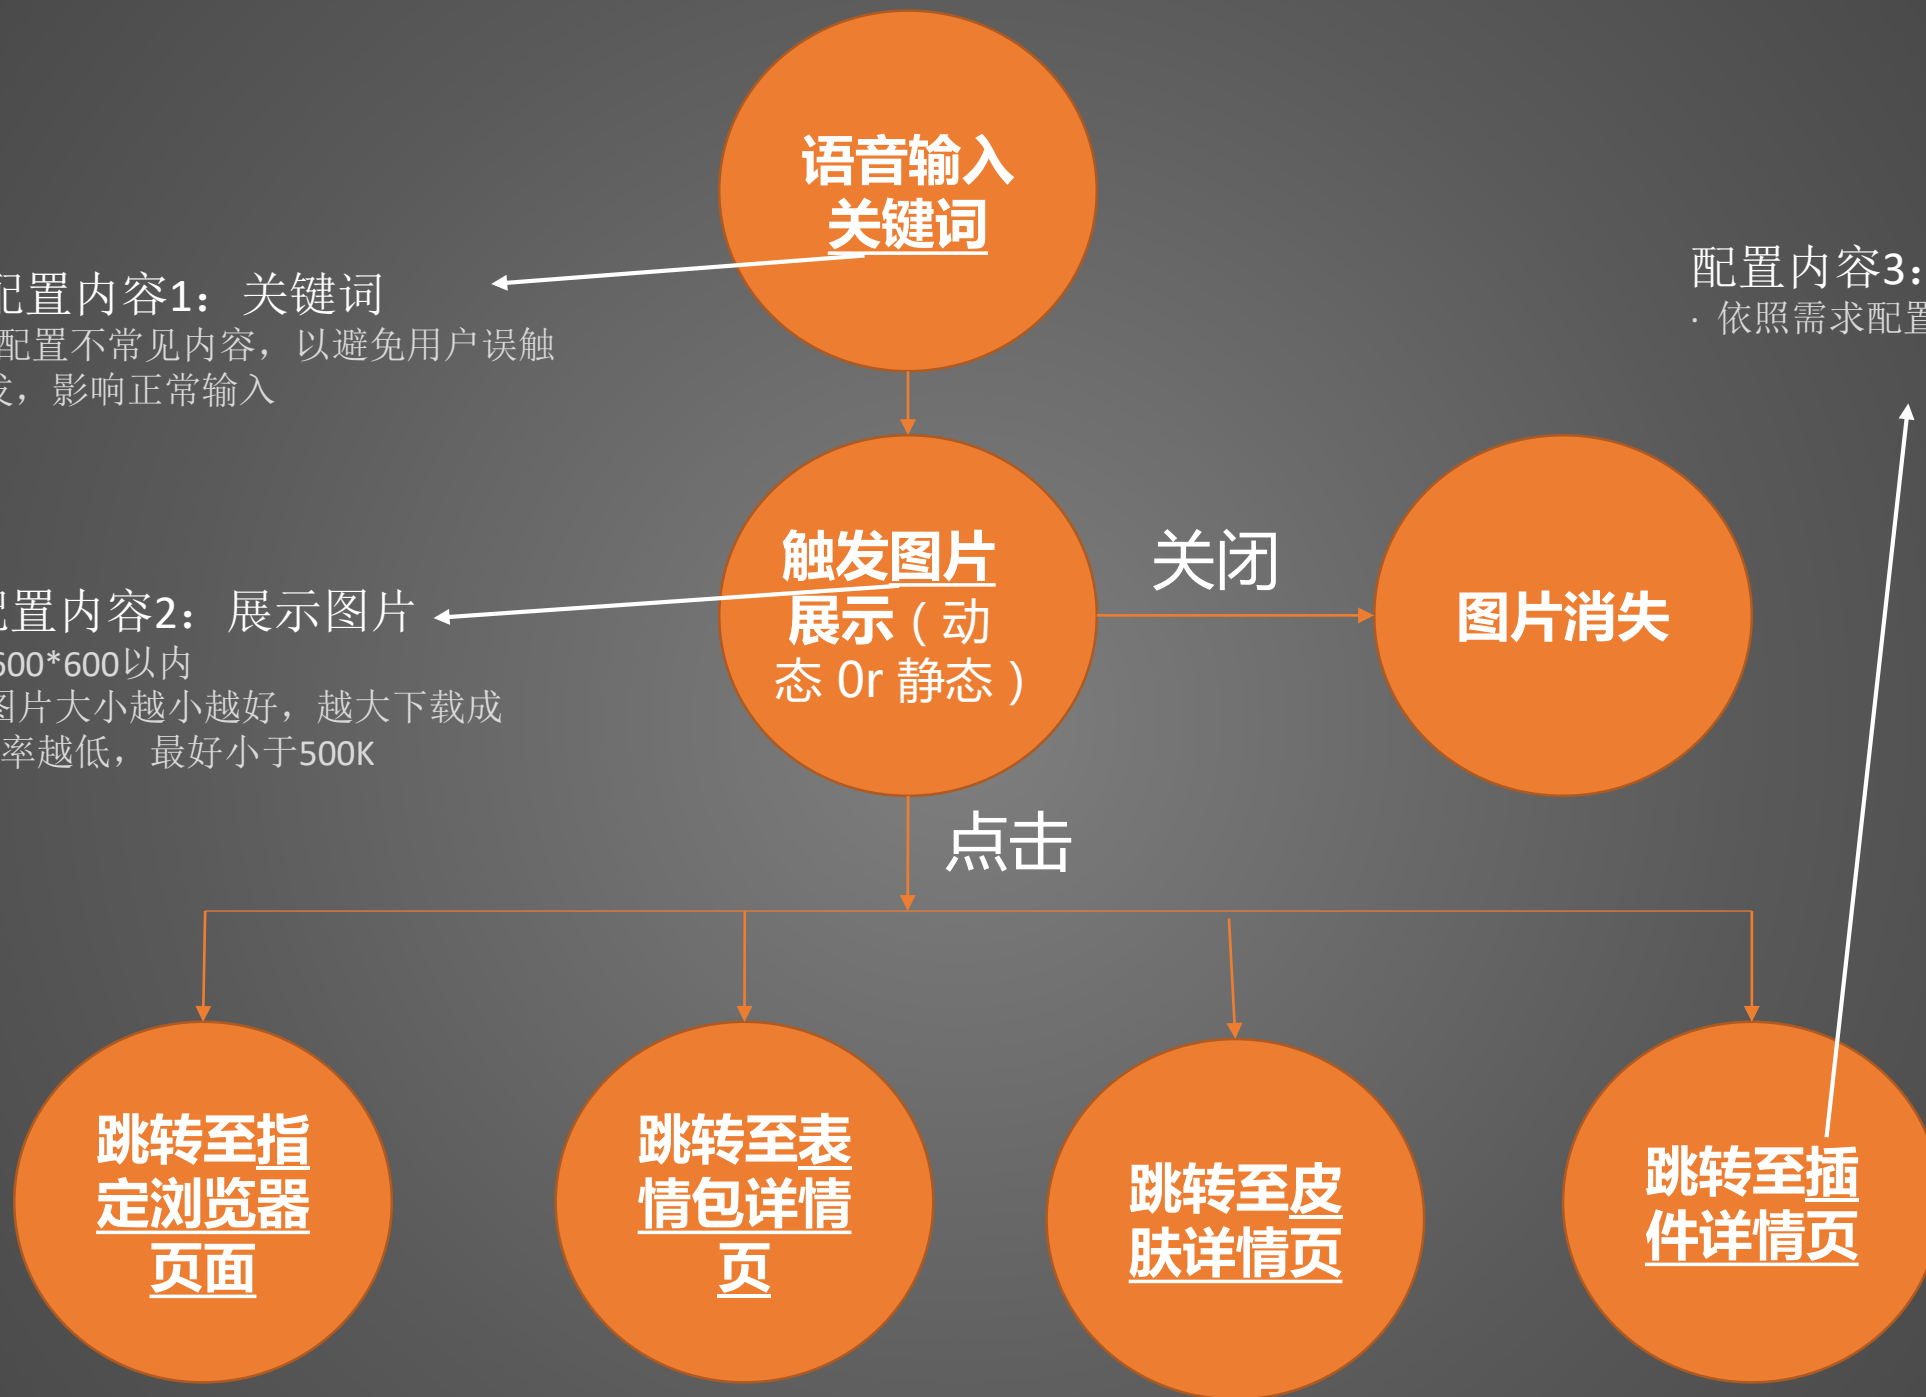 语音输入
关键词
配置内容1：关键词
配置不常见内容，以避免用户误触
发，影响正常输入
配置内容3：
· 依照需求配置
触发图片
展示（动
态 Or 静态）
关闭
图片消失
配置内容2：展示图片
600*600以内
图片大小越小越好，越大下载成
率越低，最好小于500K
点击
跳转至指
定浏览器
页面
跳转至表
情包详情
页
跳转至皮
肤详情页
跳转至插
件详情页